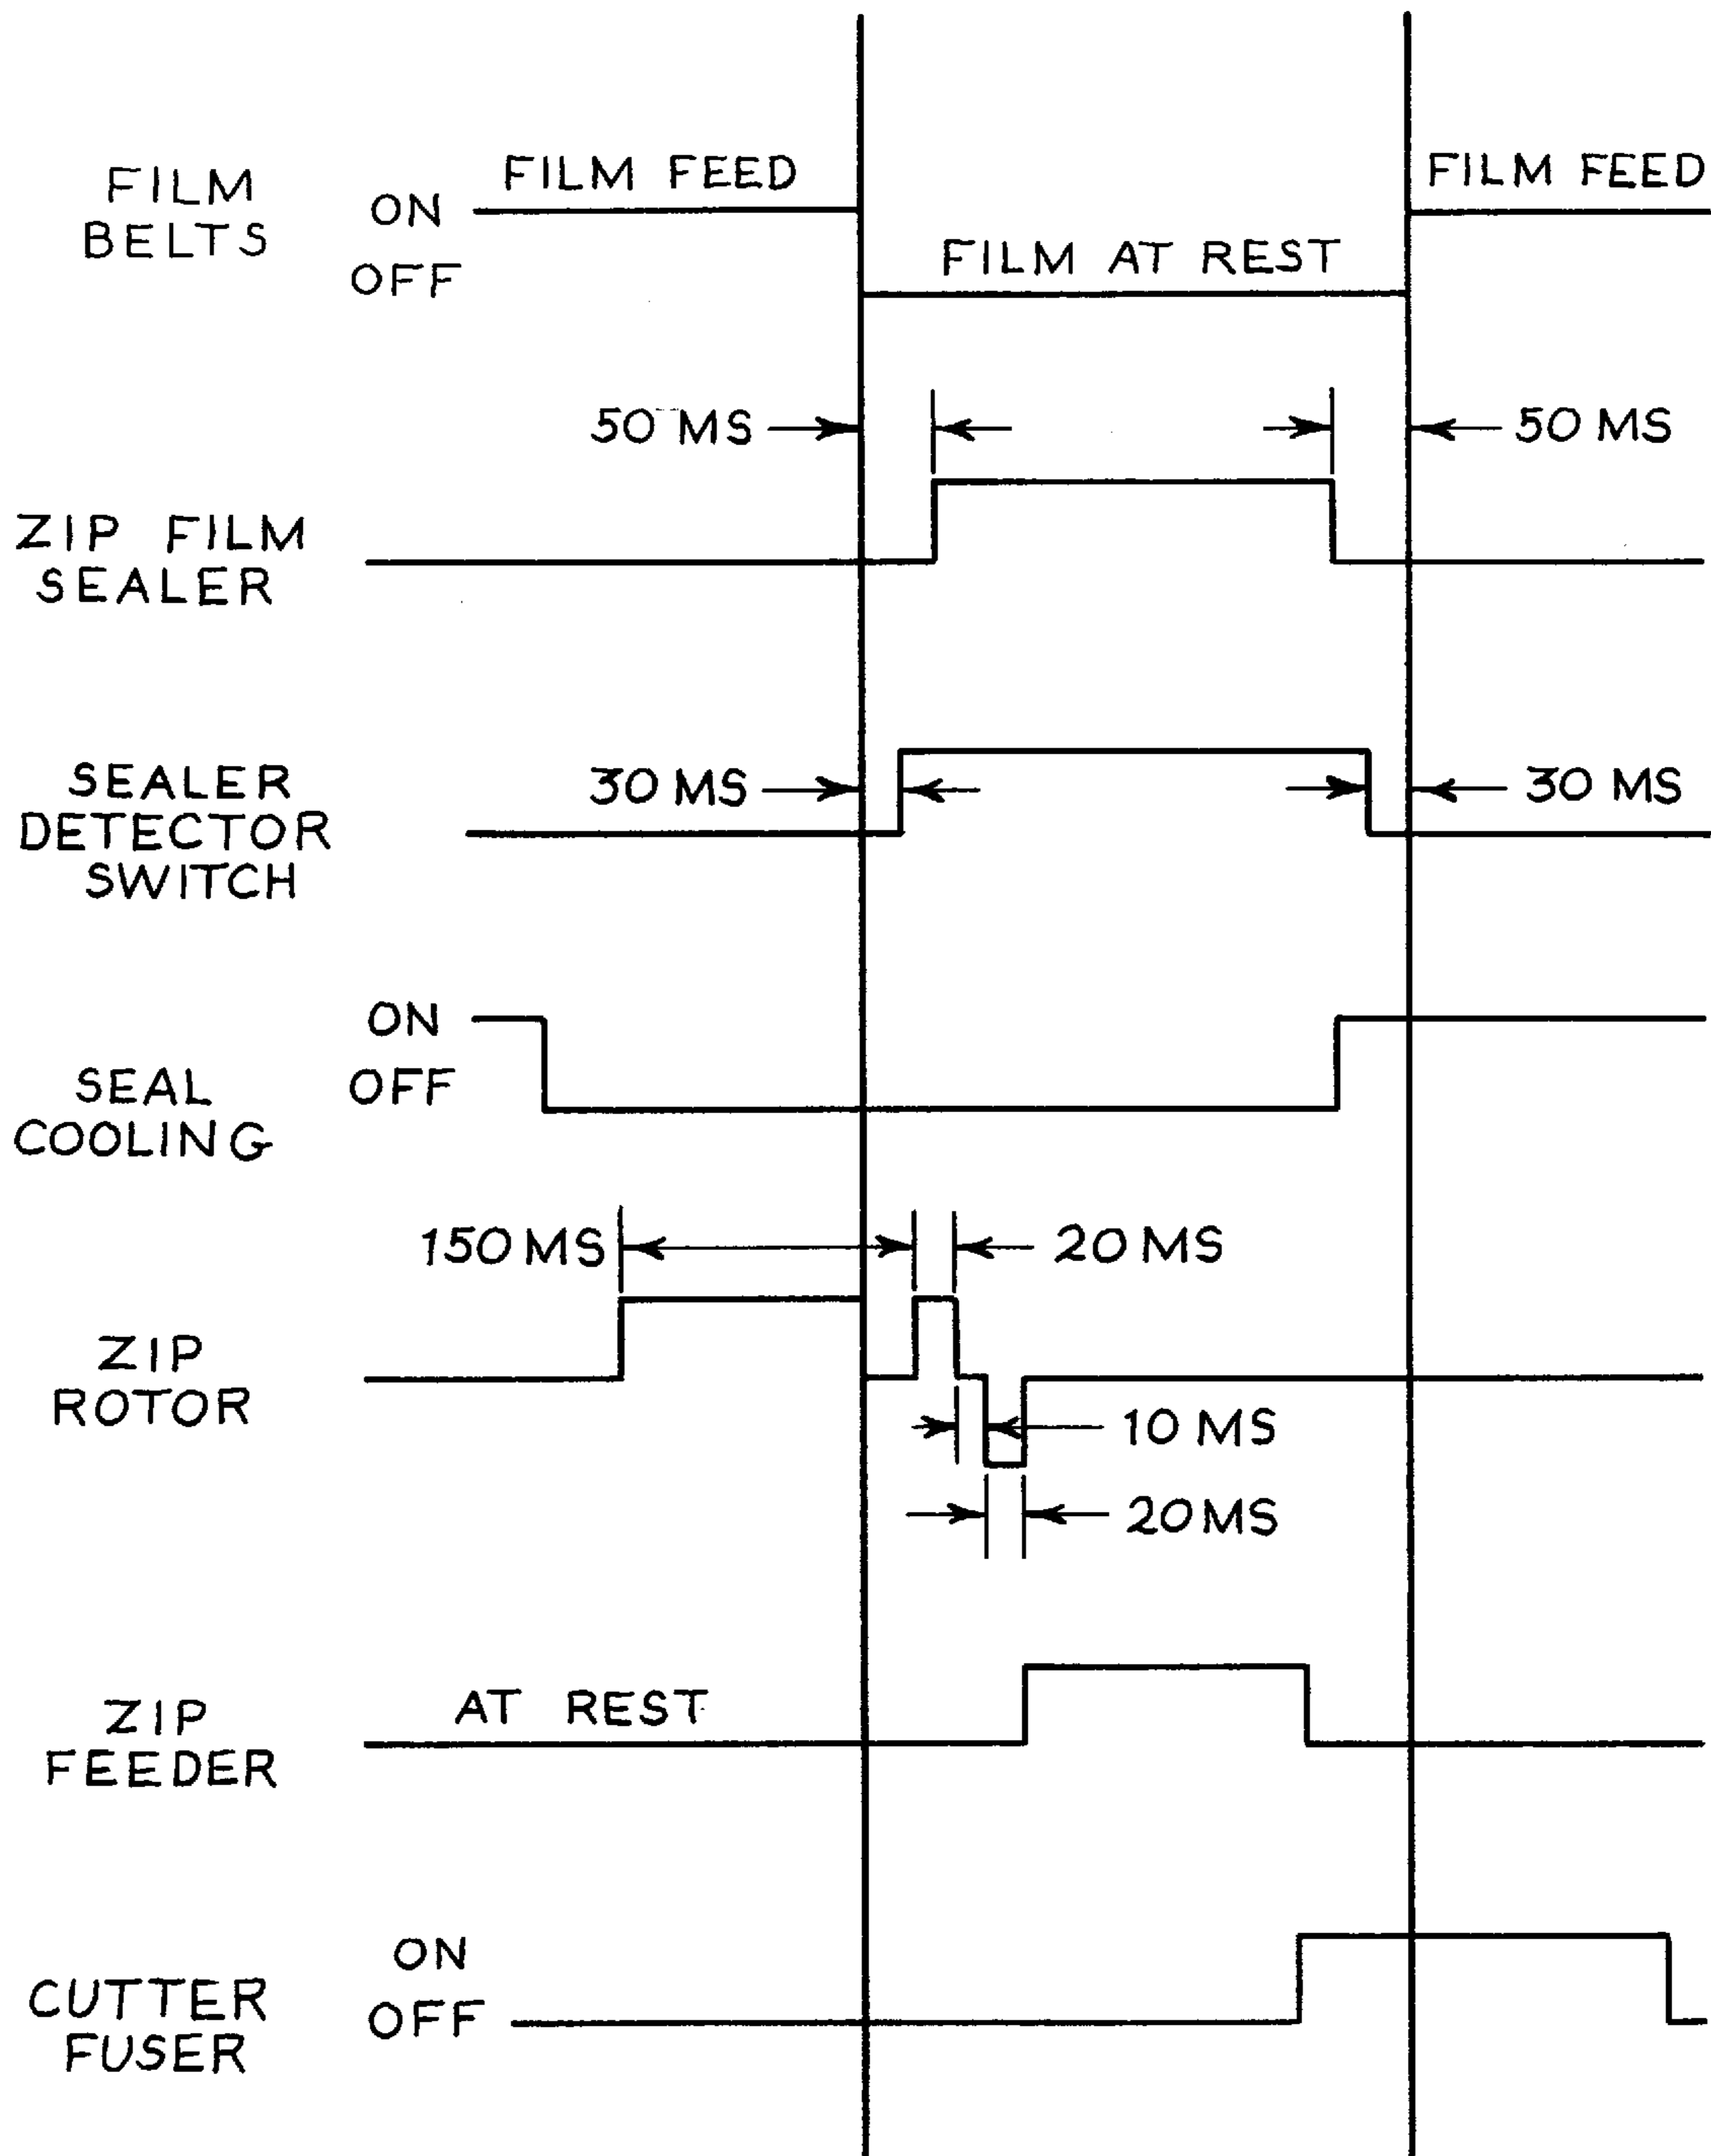 FILM
BELTS
ON
OFF
FILM FEED
FILM AT REST
FILM FEED
50 MS
50 MS
ZIP FILM
SEALER
SEALER
DETECTOR
SWITCH
30 MS
30 MS
SEAL
COOLING
ON
OFF
150 MS
20 MS
ZIP
ROTOR
10 MS
20 MS
ZIP
FEEDER
AT REST
CUTTER
FUSER
ON
OFF